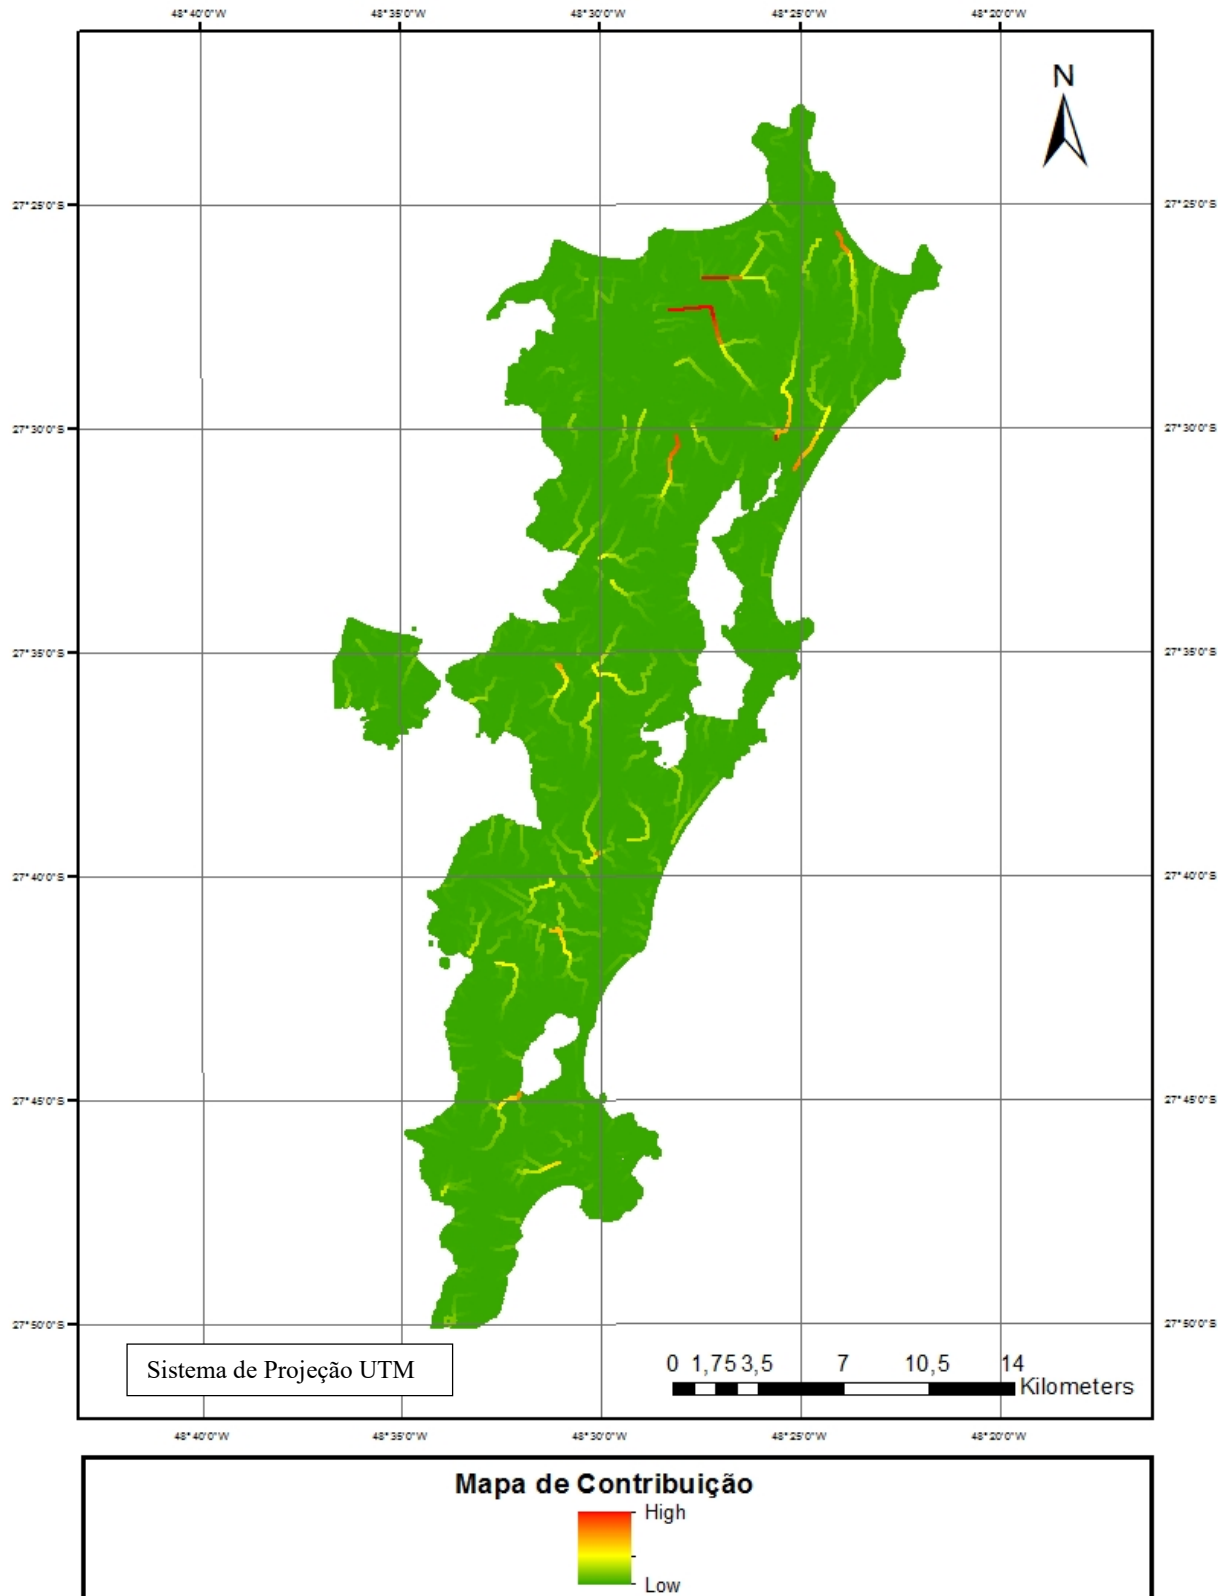 48°40'0"W 48°35'0"W 48°30'0"W 48°25'0"W 48°20'0"W
N
27°25'0"S 27°25'0"S
27°30'0"S 27°30'0"S
27°35'0"S 27°35'0"S
27°40'0"S 27°40'0"S
27°45'0"S 27°45'0"S
27°50'0"S 27°50'0"S
Sistema de Projeção UTM
0 1,75 3,5 7 10,5 14
Kilometers
48°40'0"W 48°35'0"W 48°30'0"W 48°25'0"W 48°20'0"W
Mapa de Contribuição
High
Low